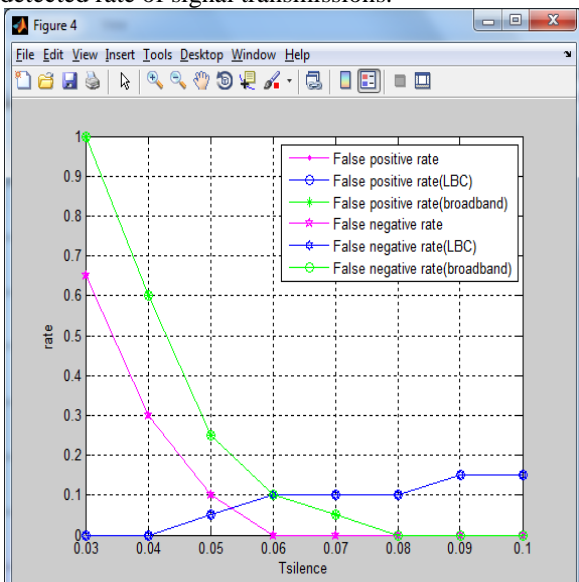 detected rate of signal transmissions.
Figure 4
File Edit View Insert Tools Desktop Window Help
False positive rate
False positive rate(LBC)
False positive rate(broadband)
False negative rate
False negative rate(LBC)
False negative rate(broadband)
1
0.9
0.8
0.7
0.6
0.5
0.4
0.3
0.2
0.1
0
rate
0.03 0.04 0.05 0.06 0.07 0.08 0.09 0.1
Tsilence